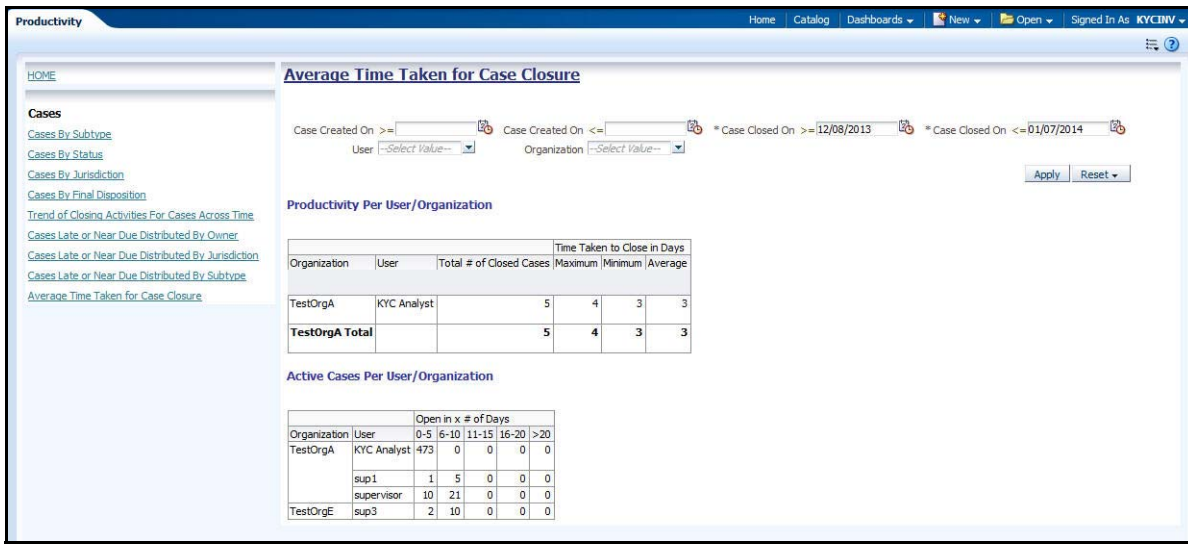 Productivity
Home Catalog Dashboards New Open Signed In As KYCINV
HOME
Cases
Cases By Subtype
Cases By Status
Cases By Jurisdiction
Cases By Final Disposition
Trend of Closing Activities For Cases Across Time
Cases Late or Near Due Distributed By Owner
Cases Late or Near Due Distributed By Jurisdiction
Cases Late or Near Due Distributed By Subtype
Average Time Taken for Case Closure
Average Time Taken for Case Closure
Case Created On >= Case Created On <= * Case Closed On >= 12/08/2013 * Case Closed On <= 01/07/2014
User --Select Value-- Organization --Select Value--
Apply Reset
Productivity Per User/Organization
Time Taken to Close in Days
Organization User Total # of Closed Cases Maximum Minimum Average
TestOrgA KYC Analyst 5 4 3 3
TestOrgA Total 5 4 3 3
Active Cases Per User/Organization
Open in x # of Days
Organization User 0-5 6-10 11-15 16-20 >20
TestOrgA KYC Analyst 473 0 0 0 0
sup1 1 5 0 0 0
supervisor 10 21 0 0 0
TestOrgE sup3 2 10 0 0 0